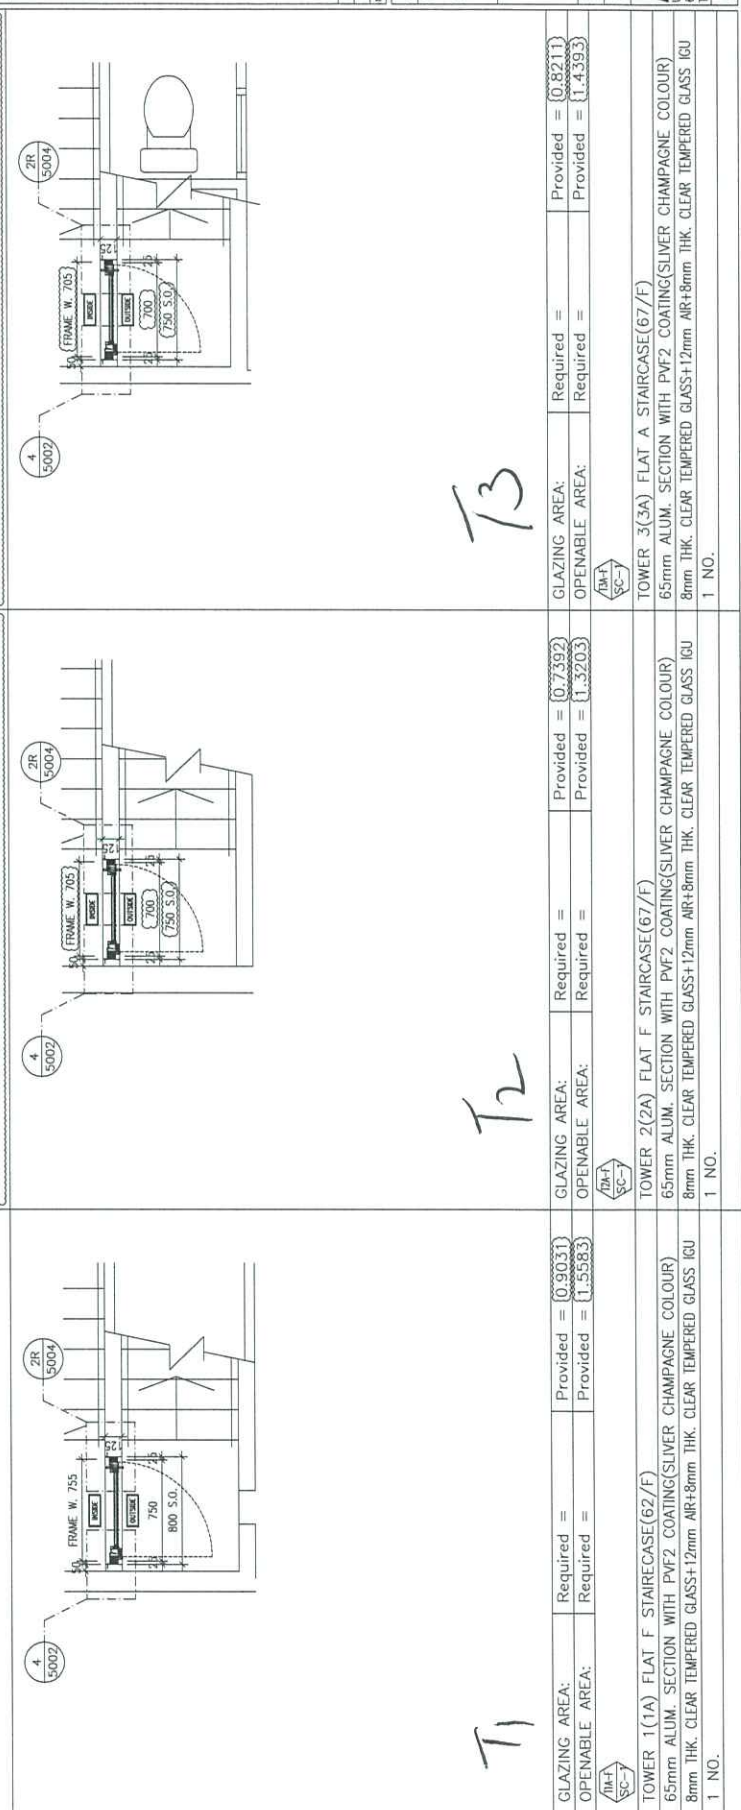 4
5002
2R
5004
FRAME W. 755
50
INSIDE
OUTSIDE
125
25
750
25
800 S.O.
T1
GLAZING AREA: Required = Provided = 0.9031
OPENABLE AREA: Required = Provided = 1.5583
T1A-F
SC-1
TOWER 1(1A) FLAT F STAIRECASE(62/F)
65mm ALUM. SECTION WITH PVF2 COATING(SLIVER CHAMPAGNE COLOUR)
8mm THK. CLEAR TEMPERED GLASS+12mm AIR+8mm THK. CLEAR TEMPERED GLASS IGU
1 NO.
4
5002
2R
5004
FRAME W. 705
50
INSIDE
OUTSIDE
125
25
700
25
750 S.O.
T2
GLAZING AREA: Required = Provided = 0.7392
OPENABLE AREA: Required = Provided = 1.3203
T2A-F
SC-1
TOWER 2(2A) FLAT F STAIRCASE(67/F)
65mm ALUM. SECTION WITH PVF2 COATING(SLIVER CHAMPAGNE COLOUR)
8mm THK. CLEAR TEMPERED GLASS+12mm AIR+8mm THK. CLEAR TEMPERED GLASS IGU
1 NO.
4
5002
2R
5004
FRAME W. 705
50
INSIDE
OUTSIDE
125
25
700
25
750 S.O.
T3
GLAZING AREA: Required = Provided = 0.8211
OPENABLE AREA: Required = Provided = 1.4393
SC-1
TOWER 3(3A) FLAT A STAIRCASE(67/F)
65mm ALUM. SECTION WITH PVF2 COATING(SLIVER CHAMPAGNE COLOUR)
8mm THK. CLEAR TEMPERED GLASS+12mm AIR+8mm THK. CLEAR TEMPERED GLASS IGU
1 NO.